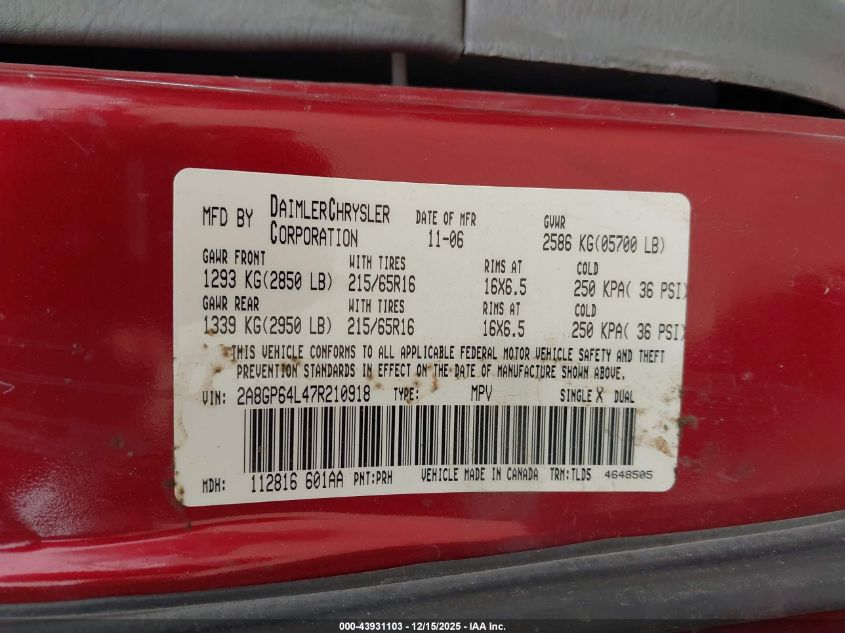 MFD BY DAIMLERCHRYSLER CORPORATION DATE OF MFR 11-06 GVWR 2586 KG(05700 LB)
GAWR FRONT WITH TIRES RIMS AT COLD
1293 KG(2850 LB) 215/65R16 16X6.5 250 KPA( 36 PSI)
GAWR REAR WITH TIRES RIMS AT COLD
1339 KG(2950 LB) 215/65R16 16X6.5 250 KPA( 36 PSI)
THIS VEHICLE CONFORMS TO ALL APPLICABLE FEDERAL MOTOR VEHICLE SAFETY AND THEFT
PREVENTION STANDARDS IN EFFECT ON THE DATE OF MANUFACTURE SHOWN ABOVE.
VIN: 2A8GP64L47R210918 TYPE: MPV SINGLE X DUAL
MDH: 112816 601AA PNT:PRH VEHICLE MADE IN CANADA TRM:TLD5 4648505
000-43931103 - 12/15/2025 - IAA Inc.